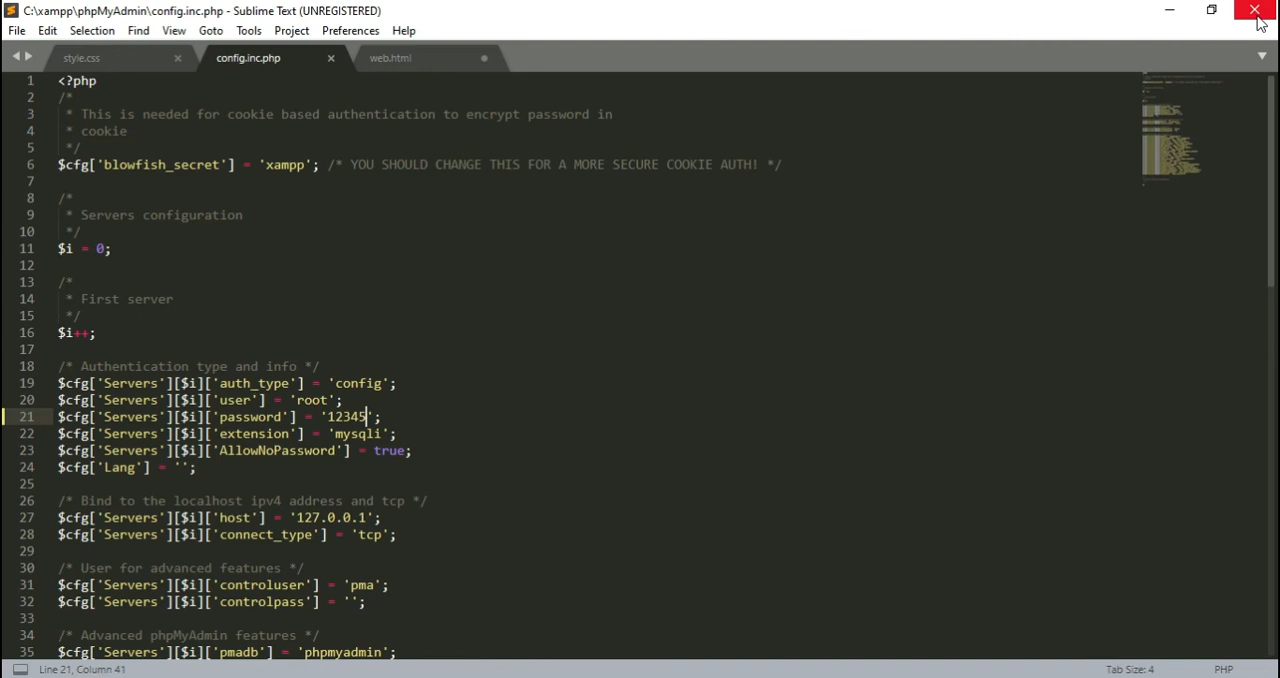 C:\xampp\phpMyAdmin\config.inc.php - Sublime Text (UNREGISTERED)
File Edit Selection Find View Goto Tools Project Preferences Help
style.css config.inc.php web.html
1 <?php
2 /*
3  * This is needed for cookie based authentication to encrypt password in
4  * cookie
5  */
6 $cfg['blowfish_secret'] = 'xampp'; /* YOU SHOULD CHANGE THIS FOR A MORE SECURE COOKIE AUTH! */
7
8 /*
9  * Servers configuration
10  */
11 $i = 0;
12
13 /*
14  * First server
15  */
16 $i++;
17
18 /* Authentication type and info */
19 $cfg['Servers'][$i]['auth_type'] = 'config';
20 $cfg['Servers'][$i]['user'] = 'root';
21 $cfg['Servers'][$i]['password'] = '12345';
22 $cfg['Servers'][$i]['extension'] = 'mysqli';
23 $cfg['Servers'][$i]['AllowNoPassword'] = true;
24 $cfg['Lang'] = '';
25
26 /* Bind to the localhost ipv4 address and tcp */
27 $cfg['Servers'][$i]['host'] = '127.0.0.1';
28 $cfg['Servers'][$i]['connect_type'] = 'tcp';
29
30 /* User for advanced features */
31 $cfg['Servers'][$i]['controluser'] = 'pma';
32 $cfg['Servers'][$i]['controlpass'] = '';
33
34 /* Advanced phpMyAdmin features */
35 $cfg['Servers'][$i]['pmadb'] = 'phpmyadmin';
Line 21, Column 41 Tab Size: 4 PHP